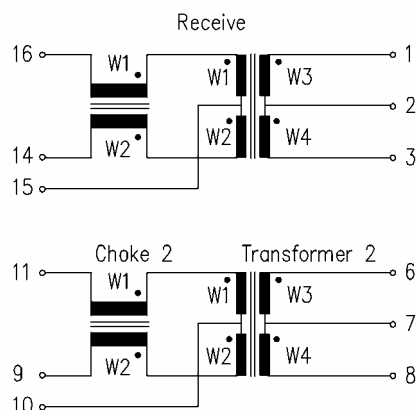 Receive
16 W1 W1 W3 1
2
14 W2 W2 W4 3
15
Choke 2 Transformer 2
11 W1 W1 W3 6
7
9 W2 W2 W4 8
10